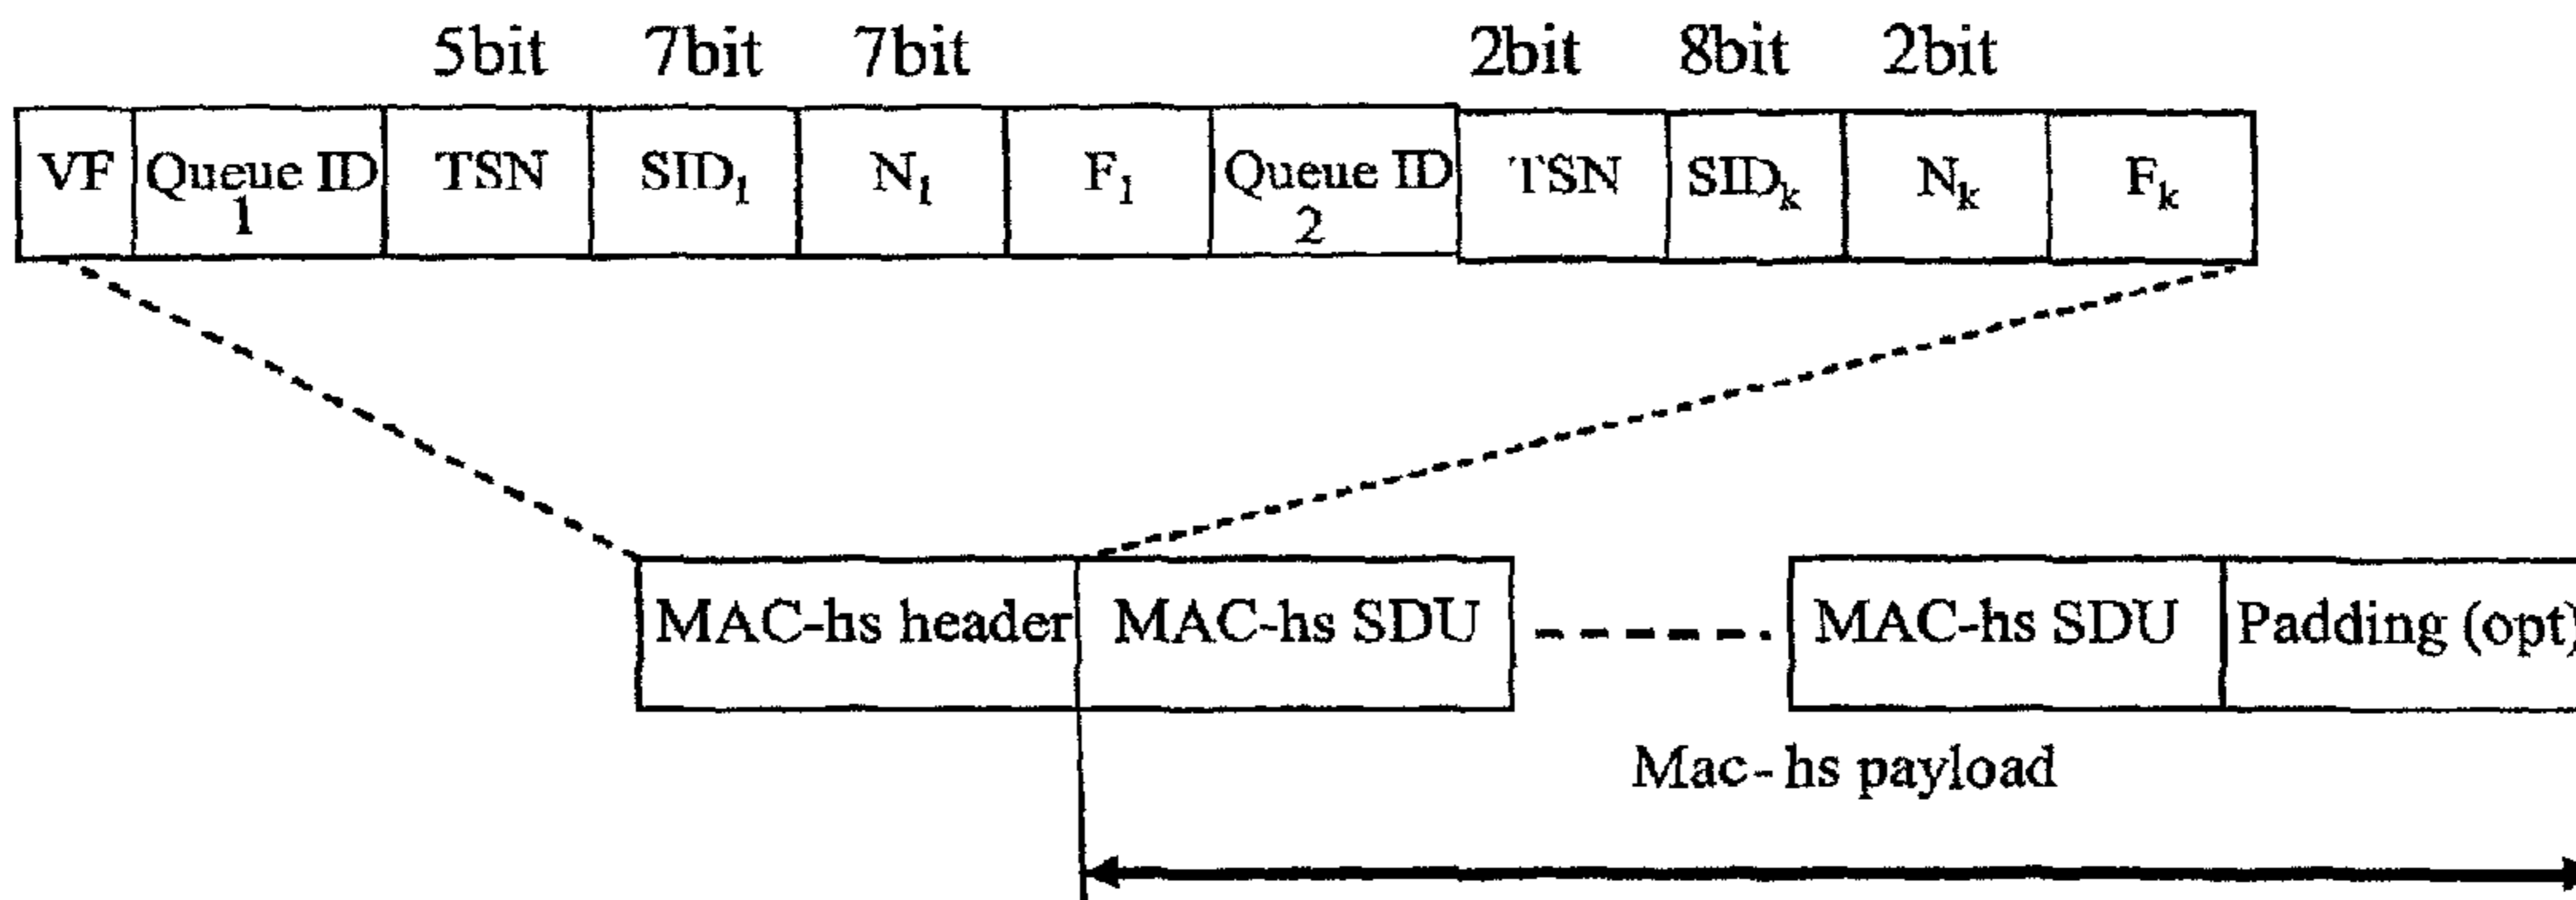 5bit 7bit 7bit 2bit 8bit 2bit
VF Queue ID 1 TSN SID₁ N₁ F₁ Queue ID 2 TSN SIDₖ Nₖ Fₖ
MAC-hs header MAC-hs SDU MAC-hs SDU Padding (opt)
Mac-hs payload